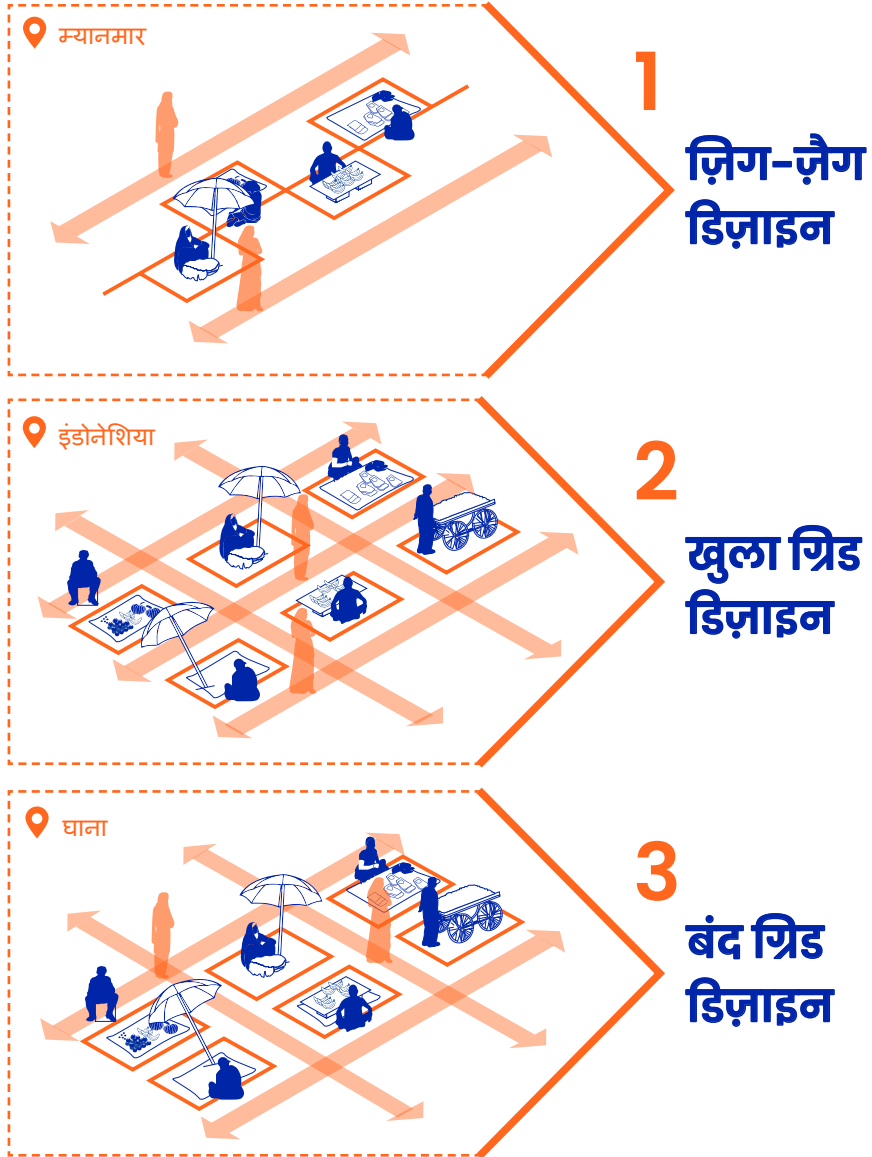 म्यानमार
1
ज़िग-ज़ैग
डिज़ाइन
इंडोनेशिया
2
खुला ग्रिड
डिज़ाइन
घाना
3
बंद ग्रिड
डिज़ाइन